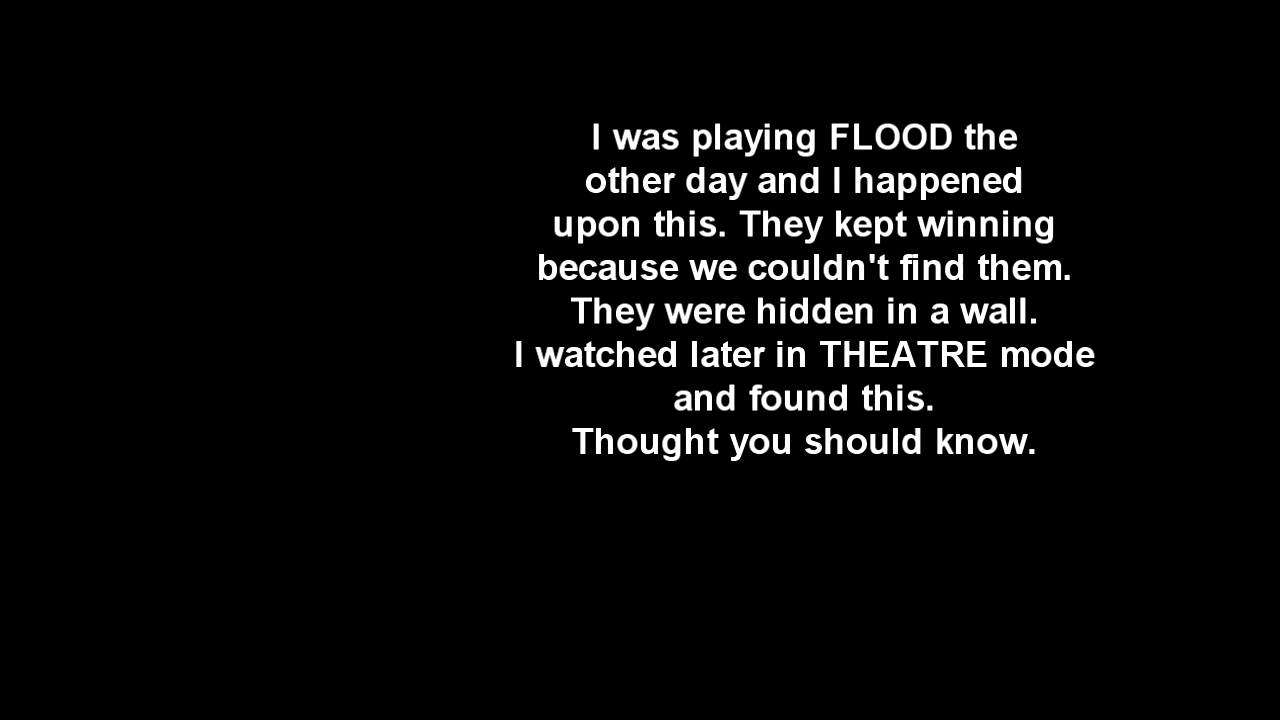 I was playing FLOOD the
other day and I happened
upon this. They kept winning
because we couldn't find them.
They were hidden in a wall.
I watched later in THEATRE mode
and found this.
Thought you should know.